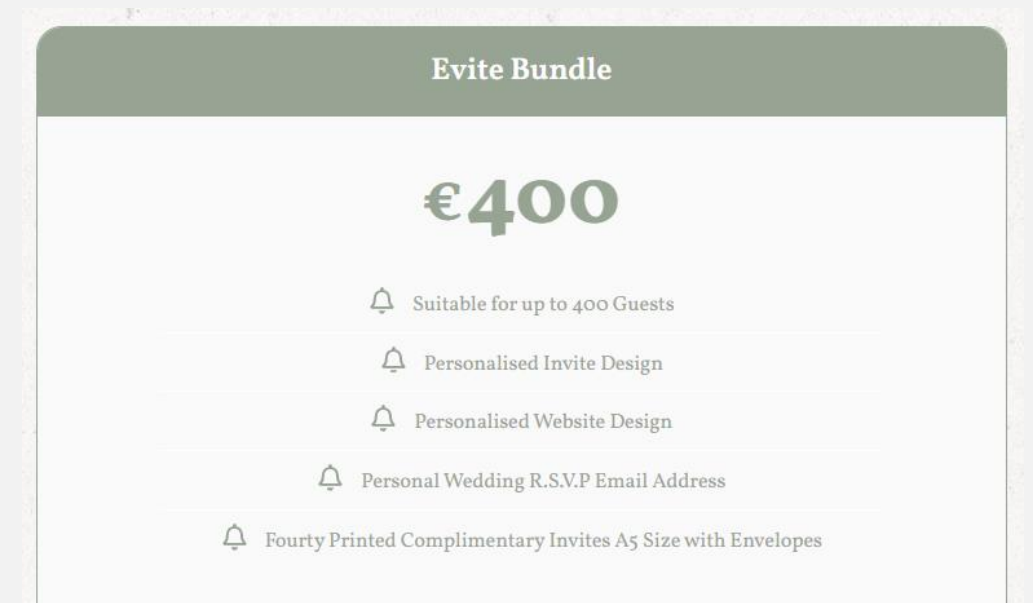 Evite Bundle
€400
Suitable for up to 400 Guests
Personalised Invite Design
Personalised Website Design
Personal Wedding R.S.V.P Email Address
Fourty Printed Complimentary Invites A5 Size with Envelopes